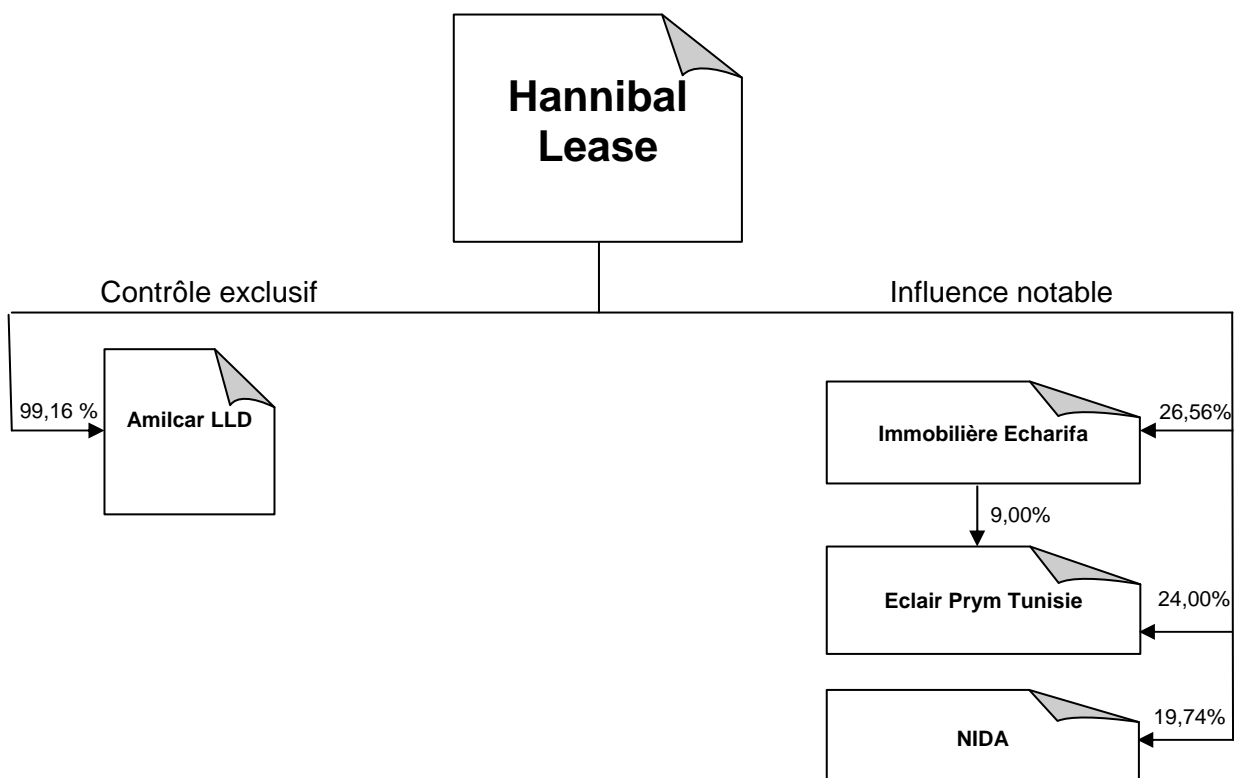 Hannibal
Lease
Contrôle exclusif
Influence notable
99,16 %
Amilcar LLD
Immobilière Echarifa
26,56%
9,00%
Eclair Prym Tunisie
24,00%
NIDA
19,74%